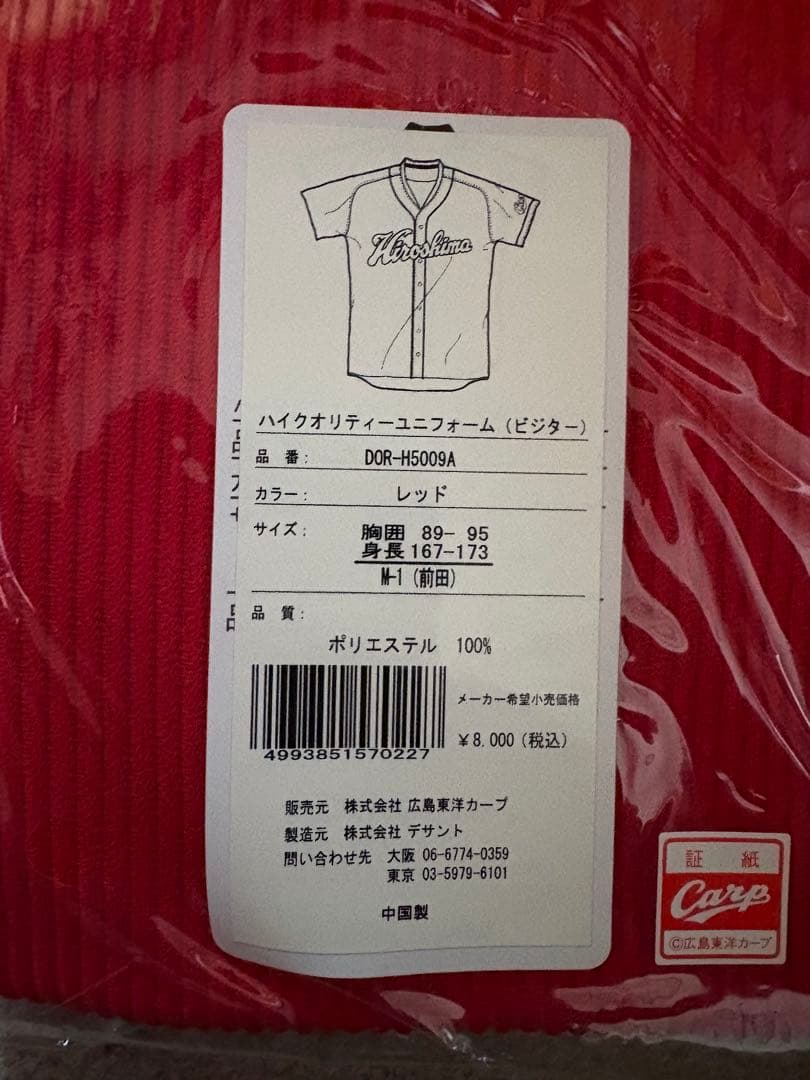 Hiroshima
ハイクオリティーユニフォーム (ビジター)
品 番: DOR-H5009A
カラー: レッド
サイズ: 胸囲 89- 95
身長 167-173
M-1 (前田)
品 質:
ポリエステル 100%
メーカー希望小売価格
¥8.000 (税込)
4993851570227
販売元 株式会社 広島東洋カープ
製造元 株式会社 デサント
問い合わせ先 大阪 06-6774-0359
東京 03-5979-6101
中国製
証 紙
Carp
©広島東洋カープ